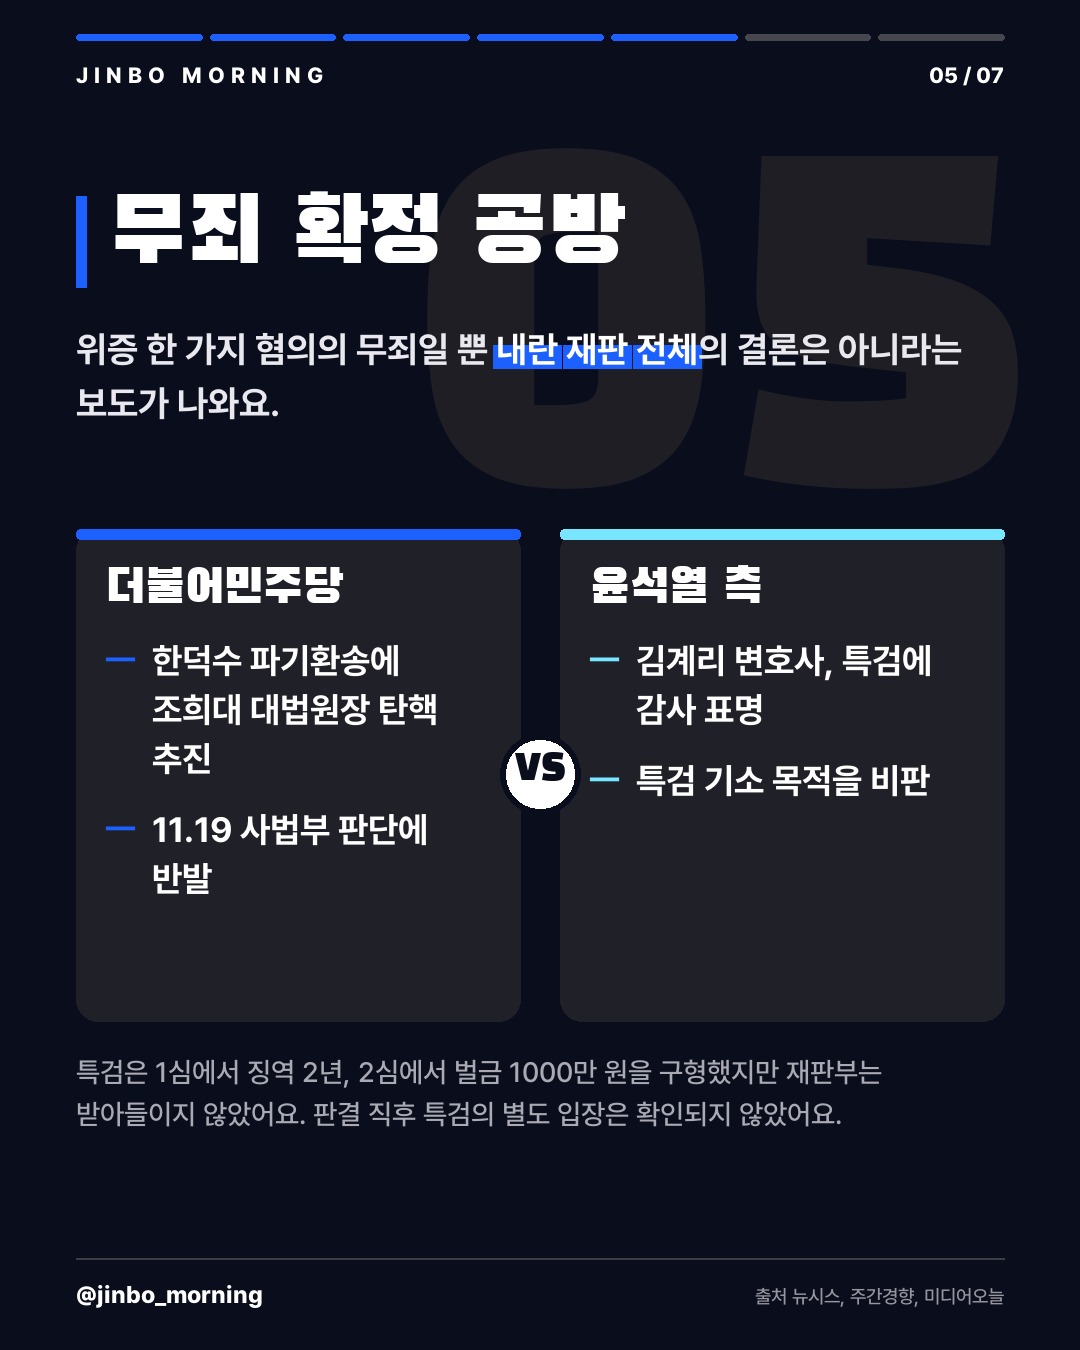 JINBO MORNING
05 / 07
05
무죄 확정 공방
위증 한 가지 혐의의 무죄일 뿐 내란 재판 전체의 결론은 아니라는
보도가 나와요.
더불어민주당
한덕수 파기환송에
조희대 대법원장 탄핵
추진
11.19 사법부 판단에
반발
VS
윤석열 측
김계리 변호사, 특검에
감사 표명
특검 기소 목적을 비판
특검은 1심에서 징역 2년, 2심에서 벌금 1000만 원을 구형했지만 재판부는
받아들이지 않았어요. 판결 직후 특검의 별도 입장은 확인되지 않았어요.
@jinbo_morning
출처 뉴시스, 주간경향, 미디어오늘